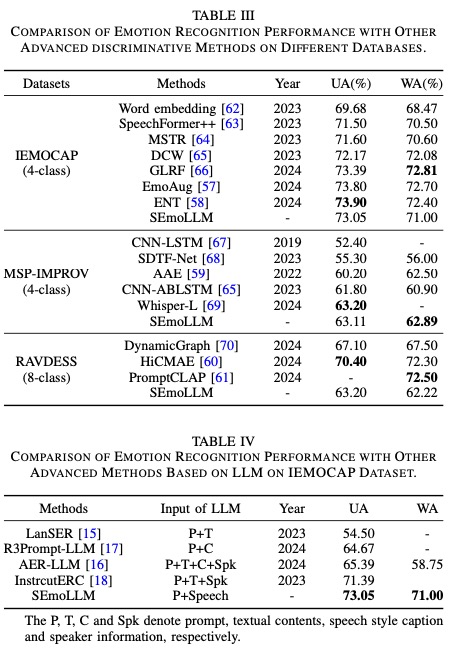 TABLE III
COMPARISON OF EMOTION RECOGNITION PERFORMANCE WITH OTHER
ADVANCED DISCRIMINATIVE METHODS ON DIFFERENT DATABASES.
Datasets Methods Year UA(%) WA(%)
Word embedding [62] 2023 69.68 68.47
SpeechFormer++ [63] 2023 71.50 70.50
MSTR [64] 2023 71.60 70.60
IEMOCAP DCW [65] 2023 72.17 72.08
(4-class) GLRF [66] 2024 73.39 72.81
EmoAug [57] 2024 73.80 72.70
ENT [58] 2024 73.90 72.40
SEmoLLM - 73.05 71.00
CNN-LSTM [67] 2019 52.40 -
SDTF-Net [68] 2023 55.30 56.00
MSP-IMPROV AAE [59] 2022 60.20 62.50
(4-class) CNN-ABLSTM [65] 2023 61.80 60.90
Whisper-L [69] 2024 63.20 -
SEmoLLM - 63.11 62.89
DynamicGraph [70] 2024 67.10 67.50
RAVDESS HiCMAE [60] 2024 70.40 72.30
(8-class) PromptCLAP [61] 2024 - 72.50
SEmoLLM - 63.20 62.22
TABLE IV
COMPARISON OF EMOTION RECOGNITION PERFORMANCE WITH OTHER
ADVANCED METHODS BASED ON LLM ON IEMOCAP DATASET.
Methods Input of LLM Year UA WA
LanSER [15] P+T 2023 54.50 -
R3Prompt-LLM [17] P+C 2024 64.67 -
AER-LLM [16] P+T+C+Spk 2024 65.39 58.75
InstrcutERC [18] P+T+Spk 2023 71.39
SEmoLLM P+Speech - 73.05 71.00
The P, T, C and Spk denote prompt, textual contents, speech style caption
and speaker information, respectively.